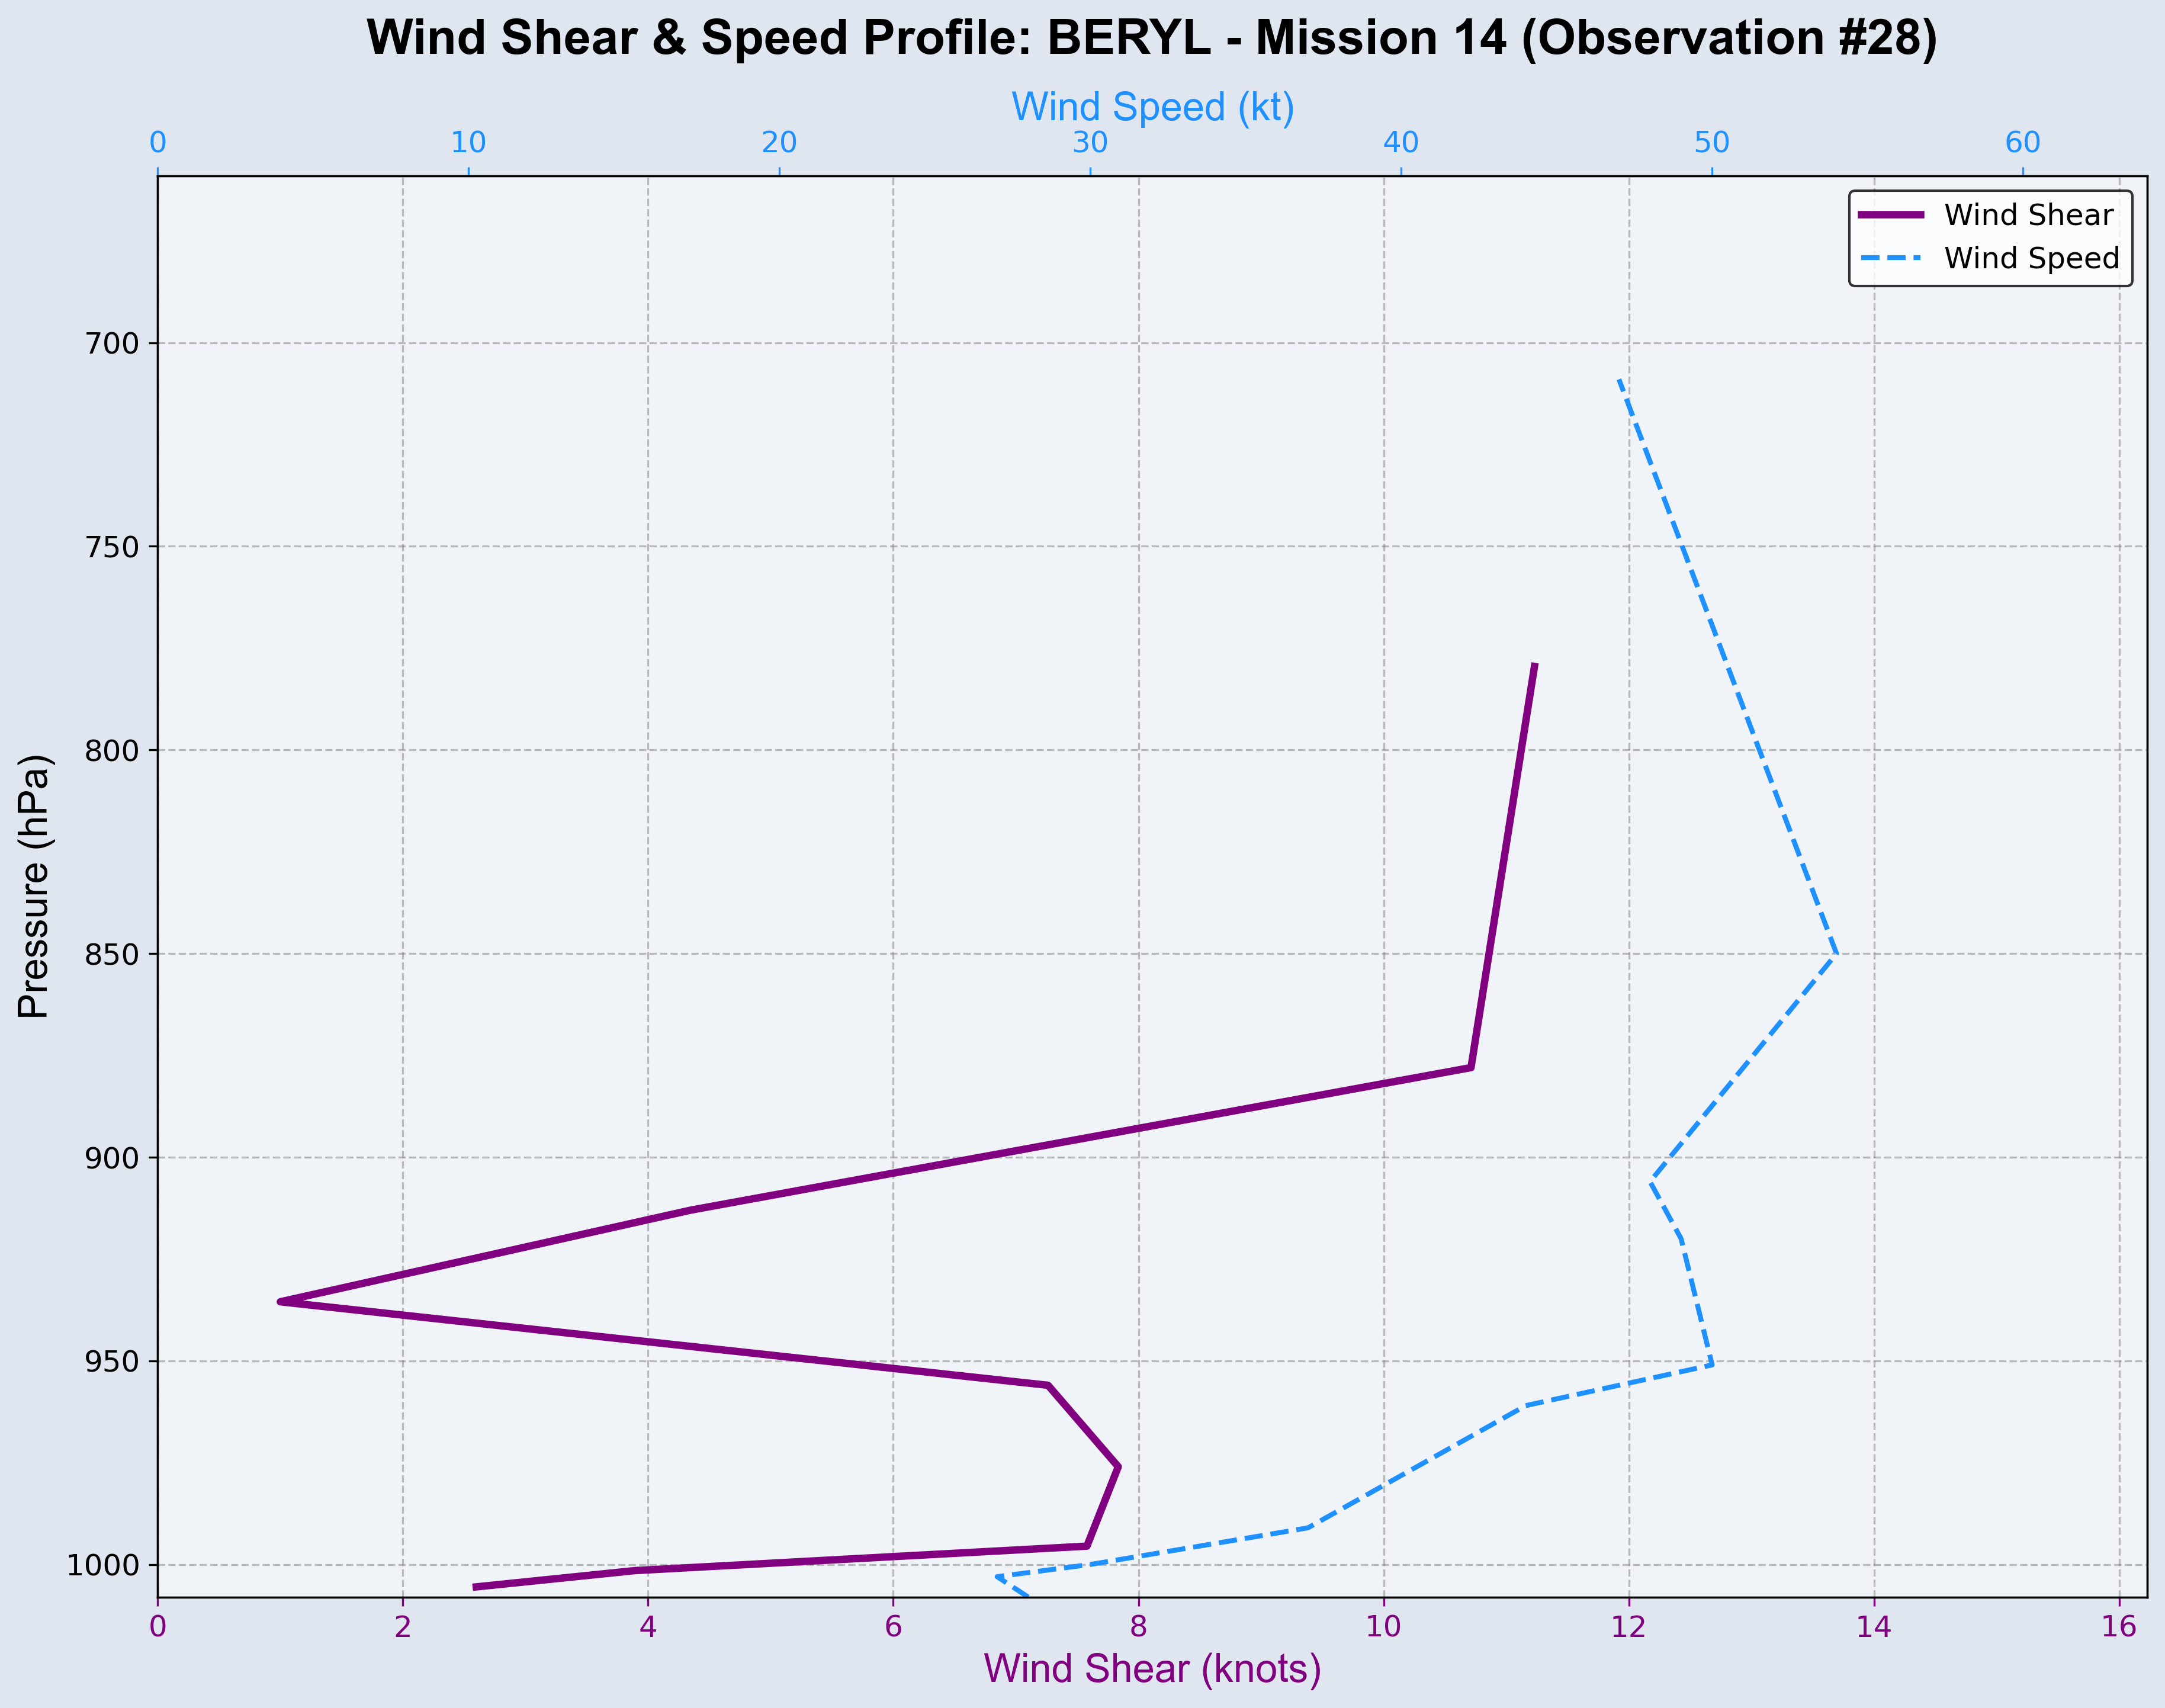 Wind Shear & Speed Profile: BERYL - Mission 14 (Observation #28)
Wind Speed (kt)
0 10 20 30 40 50 60
Wind Shear
Wind Speed
700
750
800
850
900
950
1000
Pressure (hPa)
0 2 4 6 8 10 12 14 16
Wind Shear (knots)